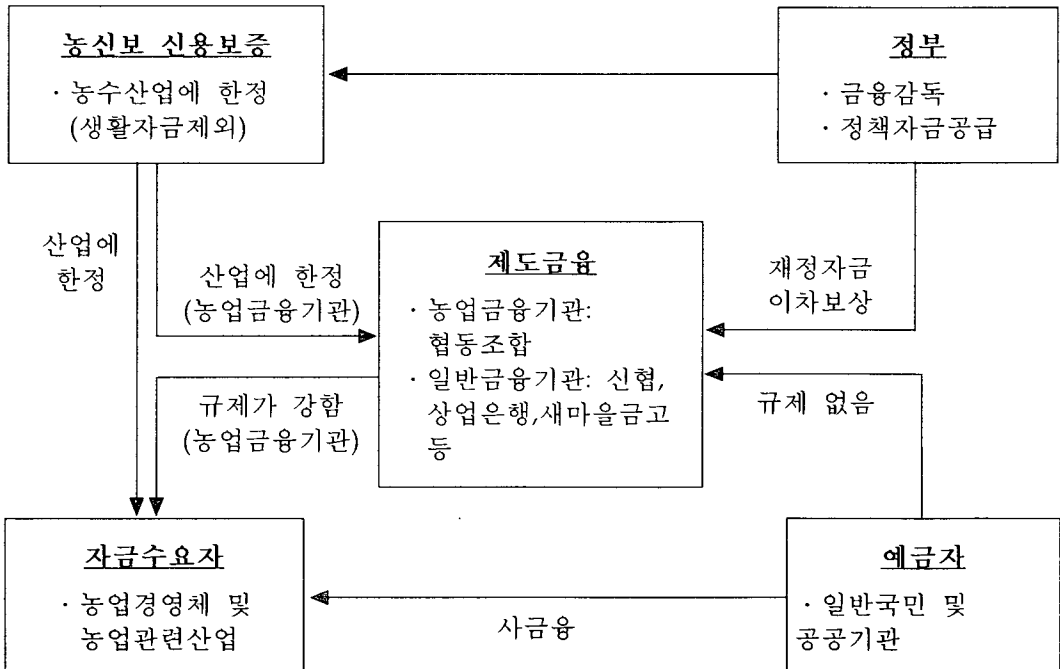 농신보 신용보증
· 농수산업에 한정
(생활자금제외)
정부
· 금융감독
· 정책자금공급
산업에
한정
산업에 한정
(농업금융기관)
제도금융
· 농업금융기관:
협동조합
· 일반금융기관: 신협,
상업은행,새마을금고
등
재정자금
이차보상
규제가 강함
(농업금융기관)
규제 없음
자금수요자
· 농업경영체 및
농업관련산업
사금융
예금자
· 일반국민 및
공공기관